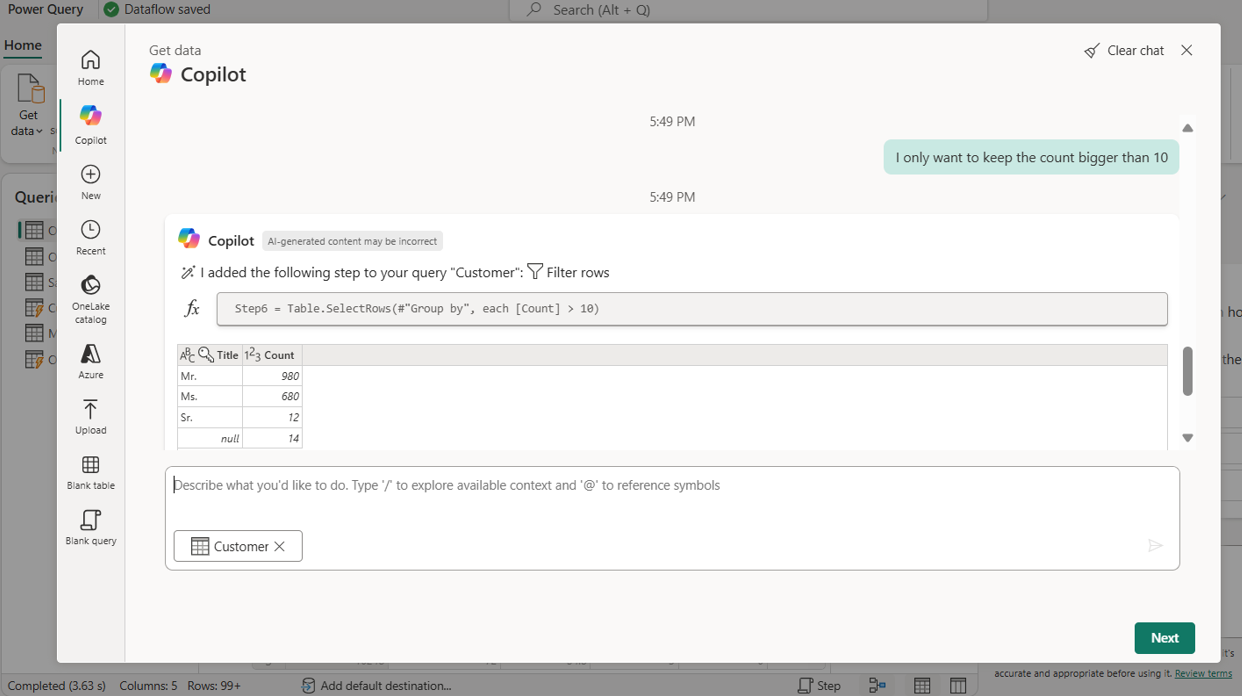 Power Query
Dataflow saved
Search (Alt + Q)
Home
Get
data
Queri
Home
Copilot
New
Recent
OneLake
catalog
Azure
Upload
Blank table
Blank query
Get data
Copilot
Clear chat
5:49 PM
I only want to keep the count bigger than 10
5:49 PM
Copilot AI-generated content may be incorrect
I added the following step to your query "Customer": Filter rows
fx Step6 = Table.SelectRows(#"Group by", each [Count] > 10)
ABC Title 123 Count
Mr. 980
Ms. 680
Sr. 12
null 14
Describe what you'd like to do. Type '/' to explore available context and '@' to reference symbols
Customer
Next
the
accurate and appropriate before using it. Review terms
Completed (3.63 s) Columns: 5 Rows: 99+
Add default destination...
Step